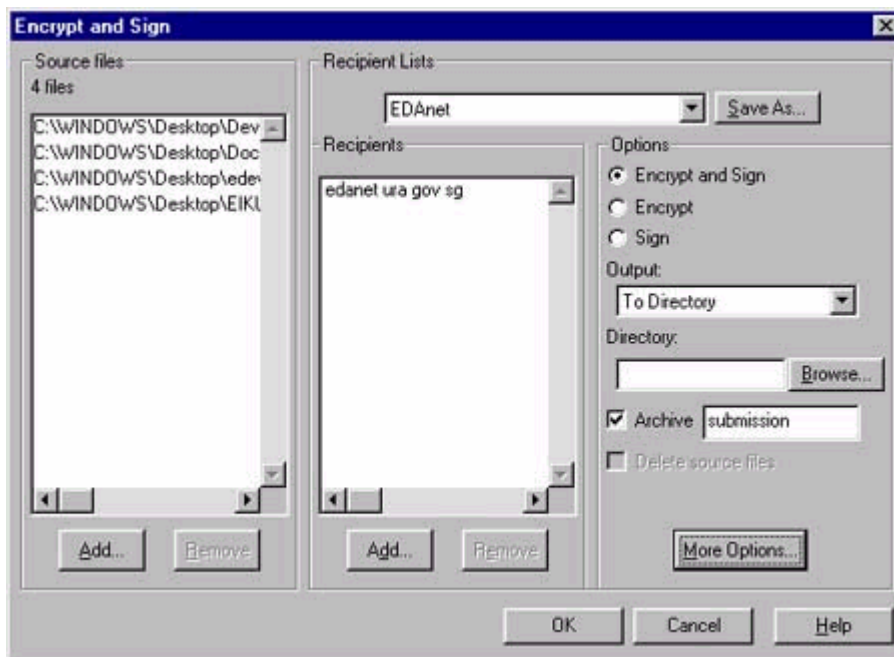 Encrypt and Sign
Source files
4 files
C:\WINDOWS\Desktop\Dev
C:\WINDOWS\Desktop\Doc
C:\WINDOWS\Desktop\edev
C:\WINDOWS\Desktop\EIKU
Add...
Remove
Recipient Lists
EDAnet
Save As...
Recipients
edanet ura gov sg
Add...
Remove
Options
Encrypt and Sign
Encrypt
Sign
Output:
To Directory
Directory:
Browse...
Archive submission
Delete source files
More Options...
OK
Cancel
Help